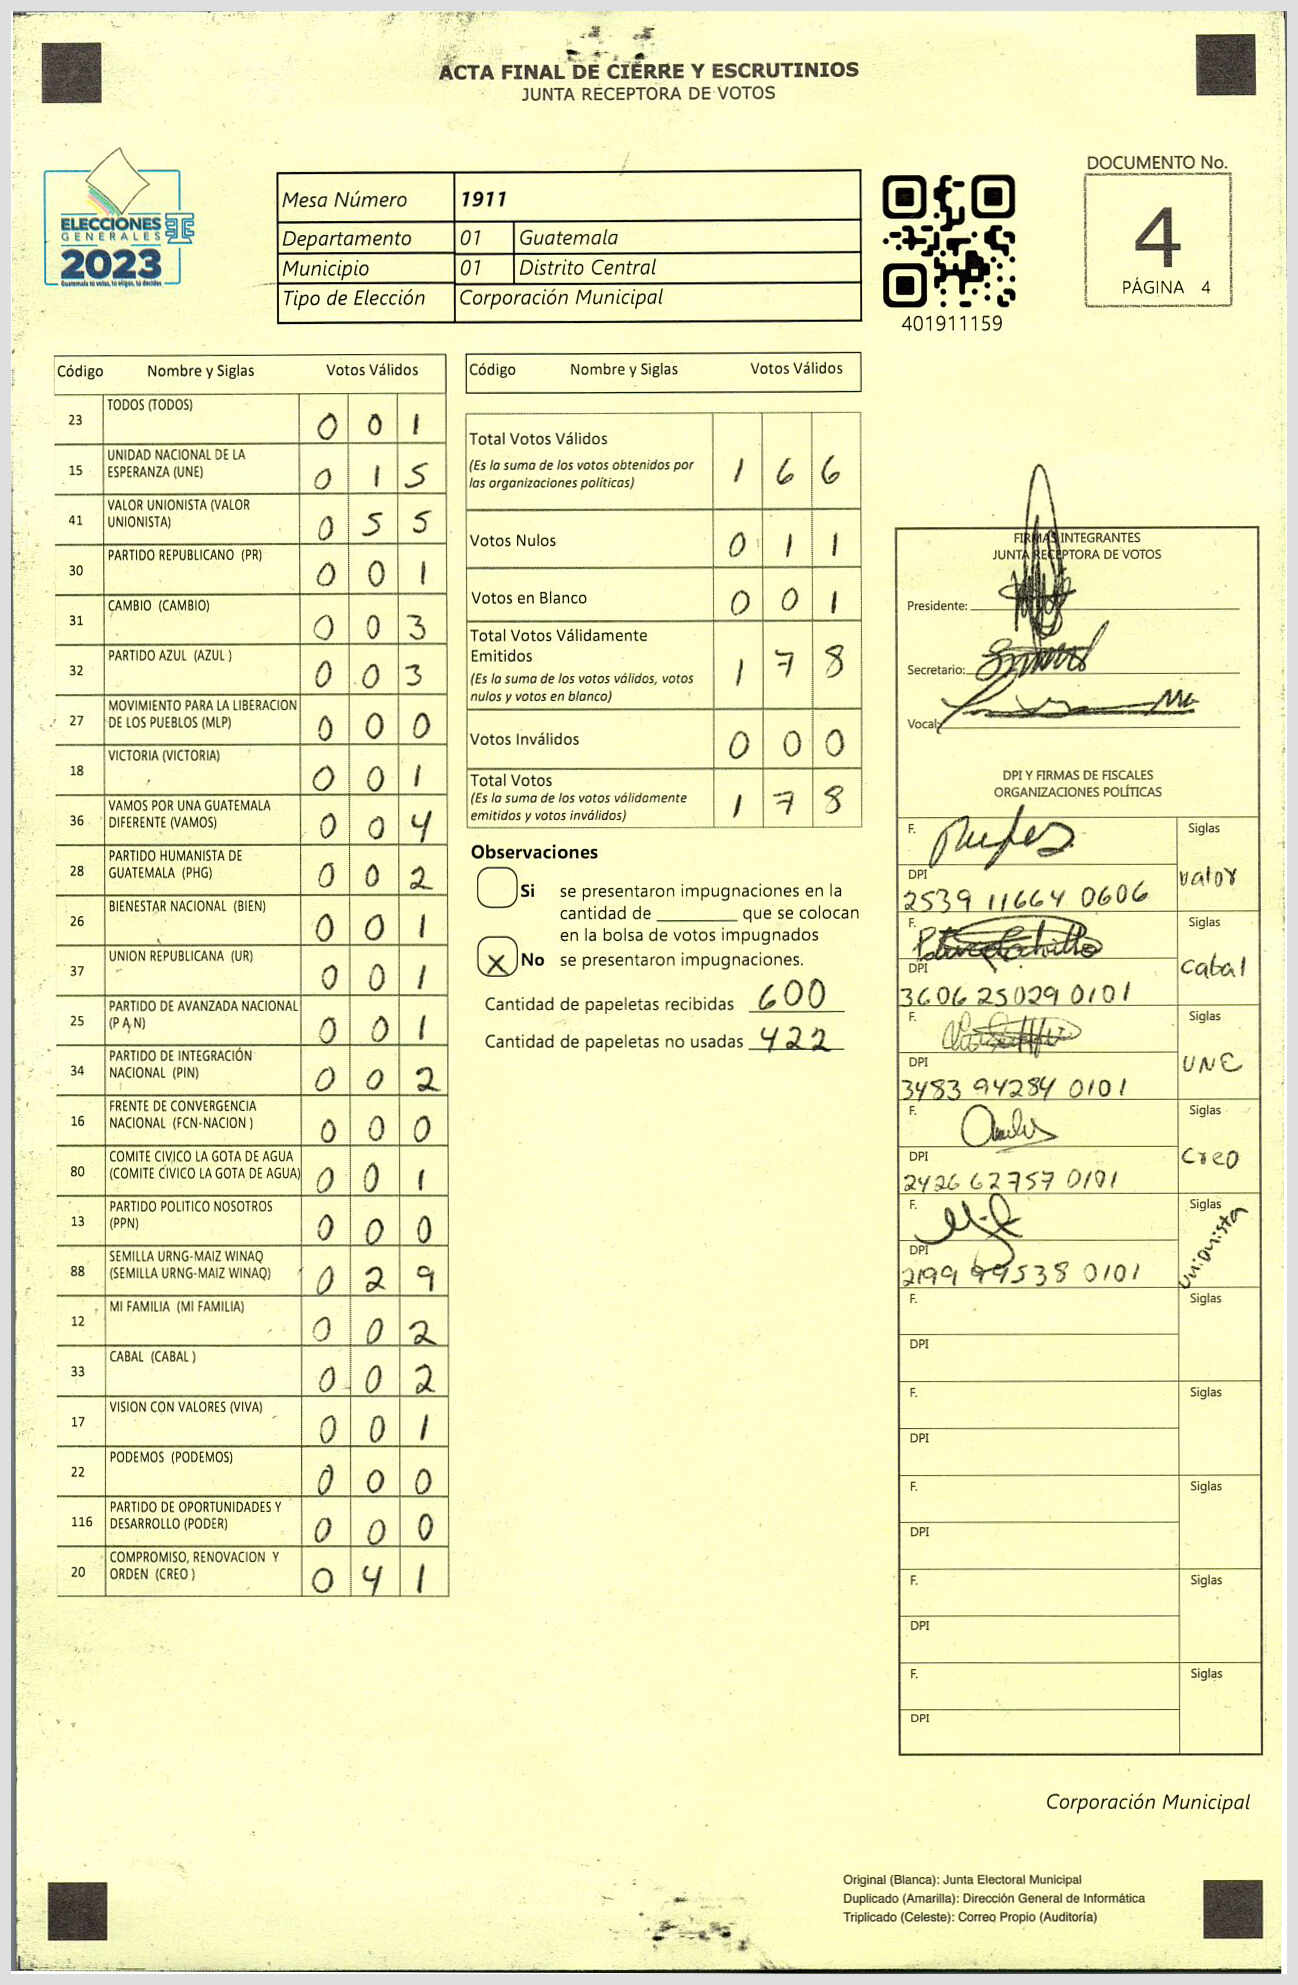 ACTA FINAL DE CIERRE Y ESCRUTINIOS
JUNTA RECEPTORA DE VOTOS
ELECCIONES
GENERALES
2023
Guatemala tú votas, tú eliges, tú decides
Mesa Número 1911
Departamento 01 Guatemala
Municipio 01 Distrito Central
Tipo de Elección Corporación Municipal
401911159
DOCUMENTO No.
4
PÁGINA 4
Código Nombre y Siglas Votos Válidos
23 TODOS (TODOS) 0 0 1
15 UNIDAD NACIONAL DE LA
ESPERANZA (UNE) 0 1 5
41 VALOR UNIONISTA (VALOR
UNIONISTA) 0 5 5
30 PARTIDO REPUBLICANO (PR) 0 0 1
31 CAMBIO (CAMBIO) 0 0 3
32 PARTIDO AZUL (AZUL ) 0 0 3
27 MOVIMIENTO PARA LA LIBERACION
DE LOS PUEBLOS (MLP) 0 0 0
18 VICTORIA (VICTORIA) 0 0 1
36 VAMOS POR UNA GUATEMALA
DIFERENTE (VAMOS) 0 0 4
28 PARTIDO HUMANISTA DE
GUATEMALA (PHG) 0 0 2
26 BIENESTAR NACIONAL (BIEN) 0 0 1
37 UNION REPUBLICANA (UR) 0 0 1
25 PARTIDO DE AVANZADA NACIONAL
(P A N) 0 0 1
34 PARTIDO DE INTEGRACIÓN
NACIONAL (PIN) 0 0 2
16 FRENTE DE CONVERGENCIA
NACIONAL (FCN-NACION ) 0 0 0
80 COMITE CIVICO LA GOTA DE AGUA
(COMITE CÍVICO LA GOTA DE AGUA) 0 0 1
13 PARTIDO POLITICO NOSOTROS
(PPN) 0 0 0
88 SEMILLA URNG-MAIZ WINAQ
(SEMILLA URNG-MAIZ WINAQ) 0 2 9
12 MI FAMILIA (MI FAMILIA) 0 0 2
33 CABAL (CABAL ) 0 0 2
17 VISION CON VALORES (VIVA) 0 0 1
22 PODEMOS (PODEMOS) 0 0 0
116 PARTIDO DE OPORTUNIDADES Y
DESARROLLO (PODER) 0 0 0
20 COMPROMISO, RENOVACION Y
ORDEN (CREO ) 0 4 1
Código Nombre y Siglas Votos Válidos
Total Votos Válidos
(Es la suma de los votos obtenidos por
las organizaciones políticas) 1 6 6
Votos Nulos 0 1 1
Votos en Blanco 0 0 1
Total Votos Válidamente
Emitidos
(Es la suma de los votos válidos, votos
nulos y votos en blanco) 1 7 8
Votos Inválidos 0 0 0
Total Votos
(Es la suma de los votos válidamente
emitidos y votos inválidos) 1 7 8
Observaciones
Si se presentaron impugnaciones en la
cantidad de ________ que se colocan
en la bolsa de votos impugnados
X No se presentaron impugnaciones.
Cantidad de papeletas recibidas 600
Cantidad de papeletas no usadas 422
FIRMAS INTEGRANTES
JUNTA RECEPTORA DE VOTOS
Presidente:
Secretario:
Vocal:
DPI Y FIRMAS DE FISCALES
ORGANIZACIONES POLÍTICAS
F. Siglas
DPI valor
2539 11664 0606
F. Siglas
DPI cabal
3606 25029 0101
F. Siglas
DPI UNE
3483 94284 0101
F. Siglas
DPI Creo
2426 62757 0101
F. Siglas
DPI unionista
2199 99538 0101
F. Siglas
DPI
F. Siglas
DPI
F. Siglas
DPI
F. Siglas
DPI
F. Siglas
DPI
Corporación Municipal
Original (Blanca): Junta Electoral Municipal
Duplicado (Amarilla): Dirección General de Informática
Triplicado (Celeste): Correo Propio (Auditoría)